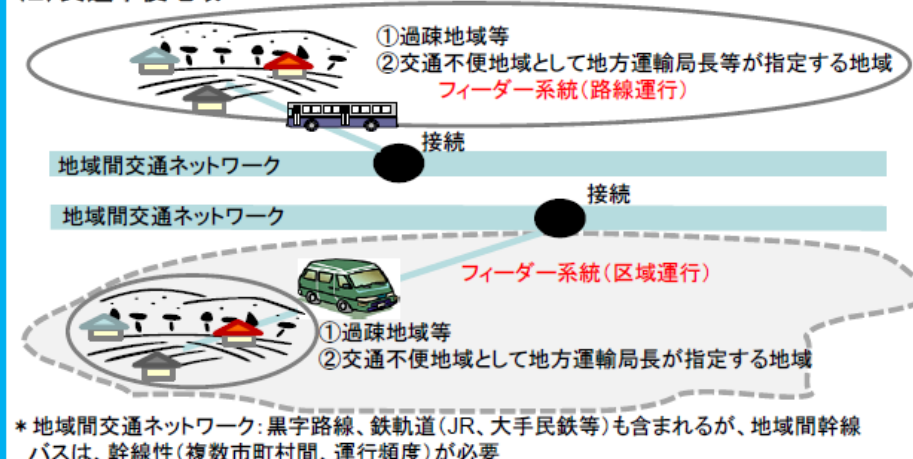 ①過疎地域等
②交通不便地域として地方運輸局長等が指定する地域
フィーダー系統(路線運行)
接続
地域間交通ネットワーク
接続
地域間交通ネットワーク
フィーダー系統(区域運行)
①過疎地域等
②交通不便地域として地方運輸局長が指定する地域
＊地域間交通ネットワーク:黒字路線、鉄軌道(JR、大手民鉄等)も含まれるが、地域間幹線
バスは、幹線性(複数市町村間、運行頻度)が必要